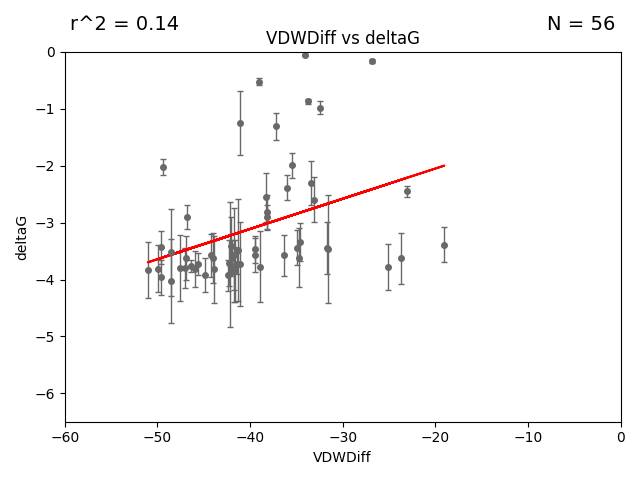 r^2 = 0.14
N = 56
VDWDiff vs deltaG
0
−1
−2
−3
−4
−5
−6
deltaG
−60 −50 −40 −30 −20 −10 0
VDWDiff